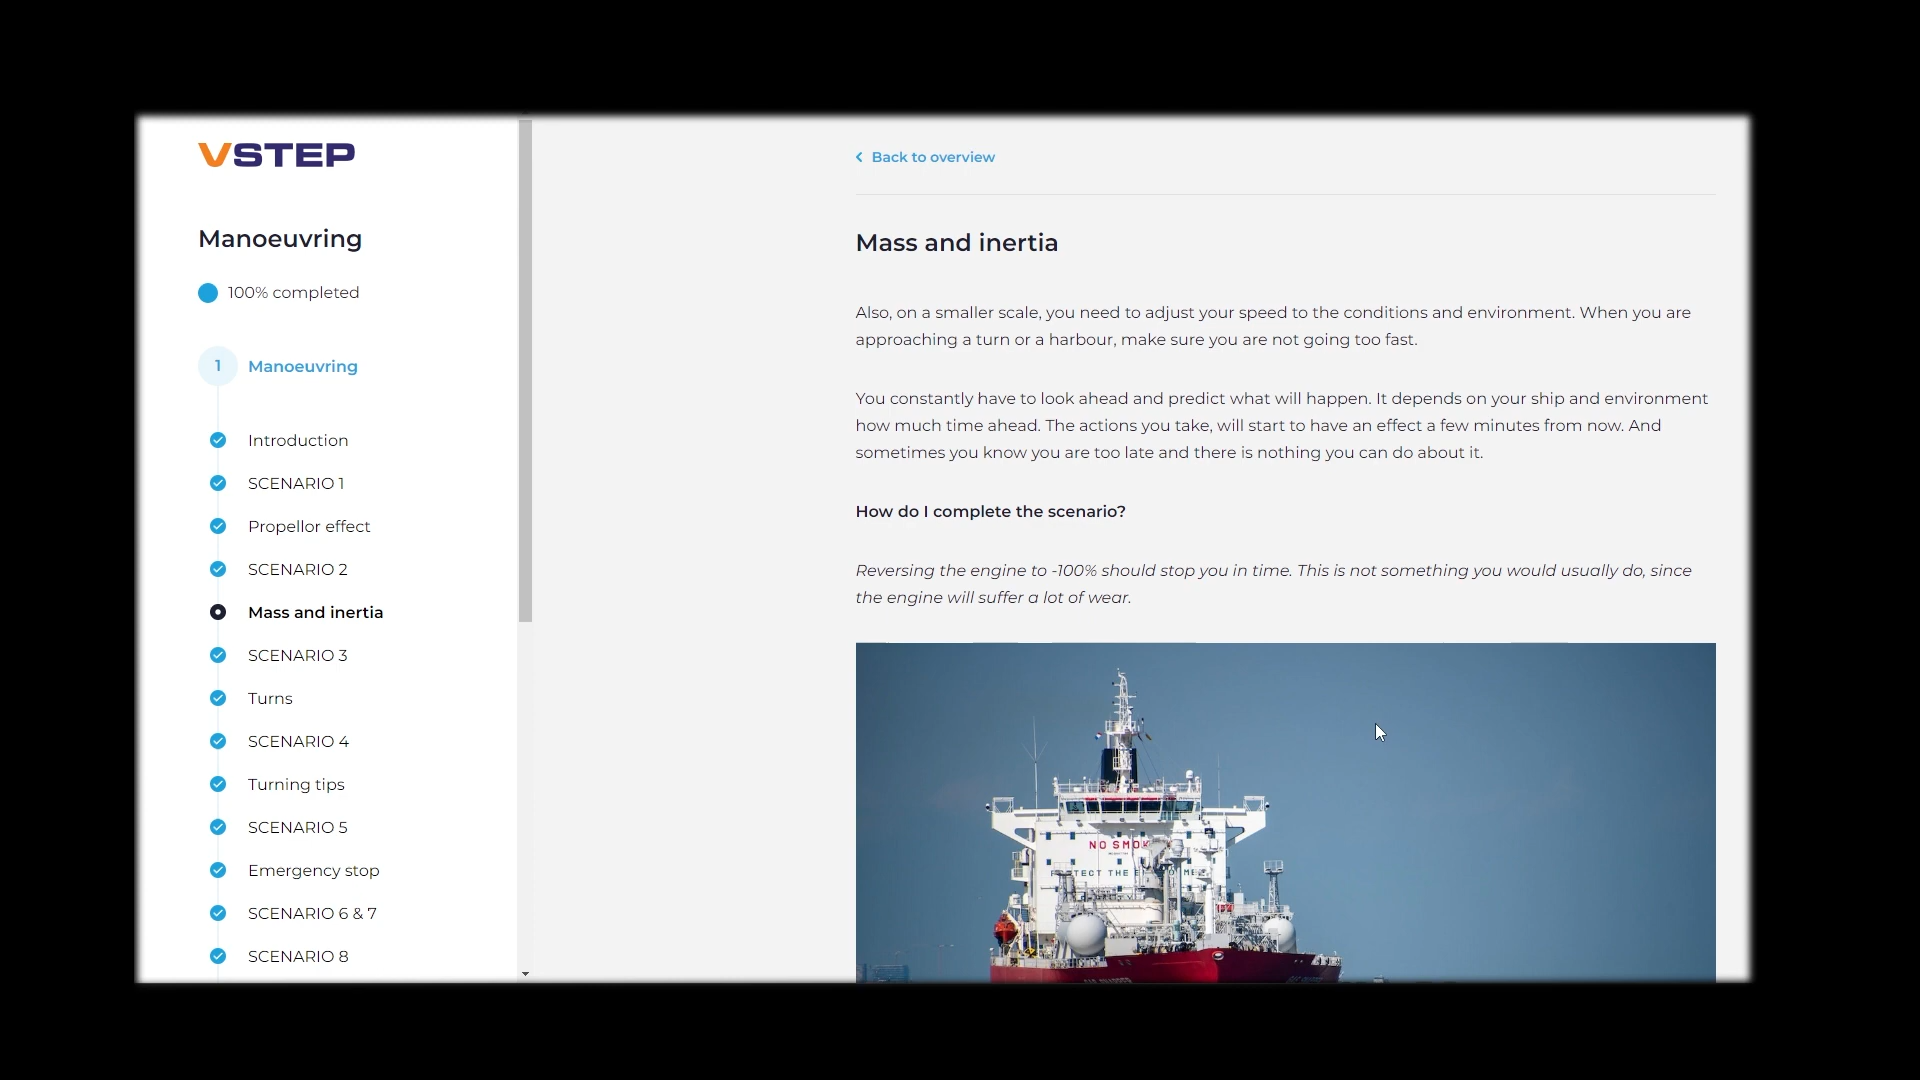 VSTEP
Manoeuvring
100% completed
1 Manoeuvring
Introduction
SCENARIO 1
Propellor effect
SCENARIO 2
Mass and inertia
SCENARIO 3
Turns
SCENARIO 4
Turning tips
SCENARIO 5
Emergency stop
SCENARIO 6 & 7
SCENARIO 8
Back to overview
Mass and inertia
Also, on a smaller scale, you need to adjust your speed to the conditions and environment. When you are
approaching a turn or a harbour, make sure you are not going too fast.
You constantly have to look ahead and predict what will happen. It depends on your ship and environment
how much time ahead. The actions you take, will start to have an effect a few minutes from now. And
sometimes you know you are too late and there is nothing you can do about it.
How do I complete the scenario?
Reversing the engine to -100% should stop you in time. This is not something you would usually do, since
the engine will suffer a lot of wear.
NO SMOK
THE